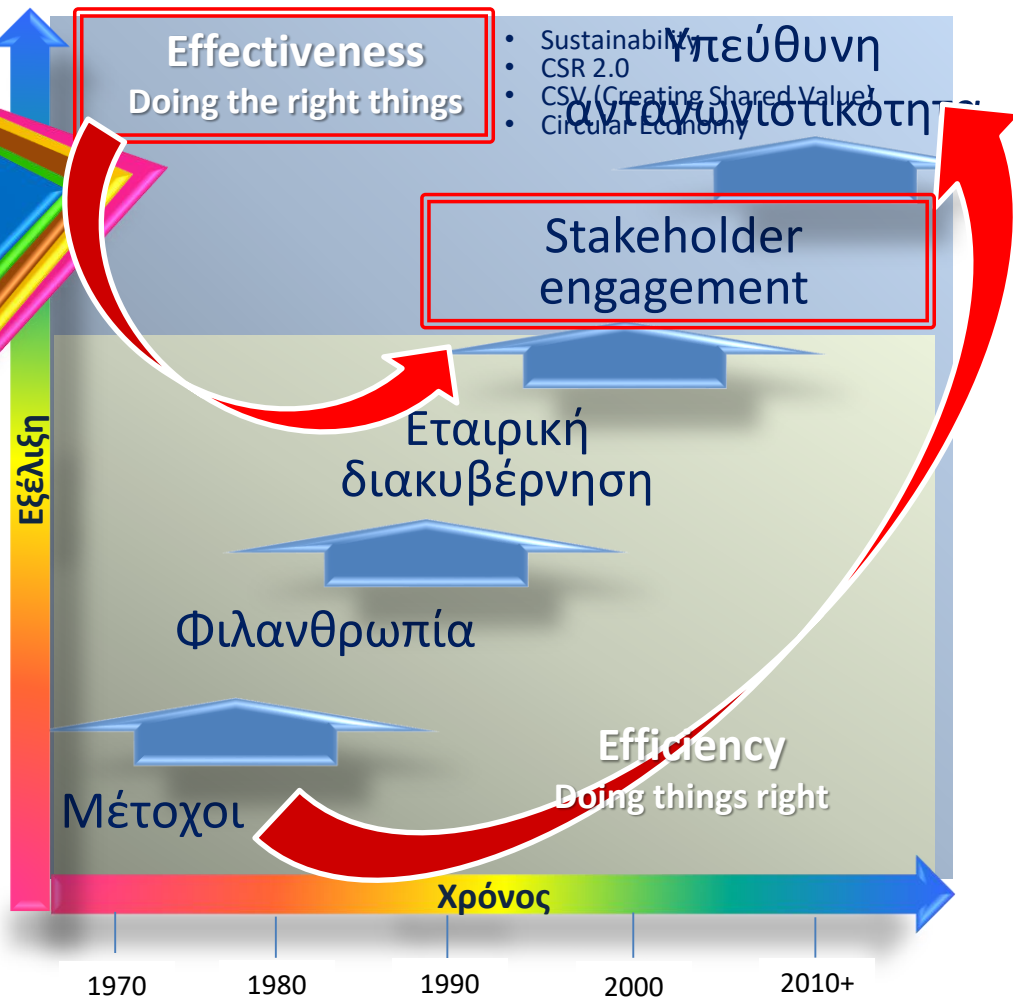 Effectiveness
Doing the right things
• Sustainability
• CSR 2.0
• CSV (Creating Shared Value)
• Circular Economy
Υπεύθυνη
ανταγωνιστικότητα
Stakeholder
engagement
Εταιρική
διακυβέρνηση
Φιλανθρωπία
Μέτοχοι
Efficiency
Doing things right
Εξέλιξη
Χρόνος
1970
1980
1990
2000
2010+